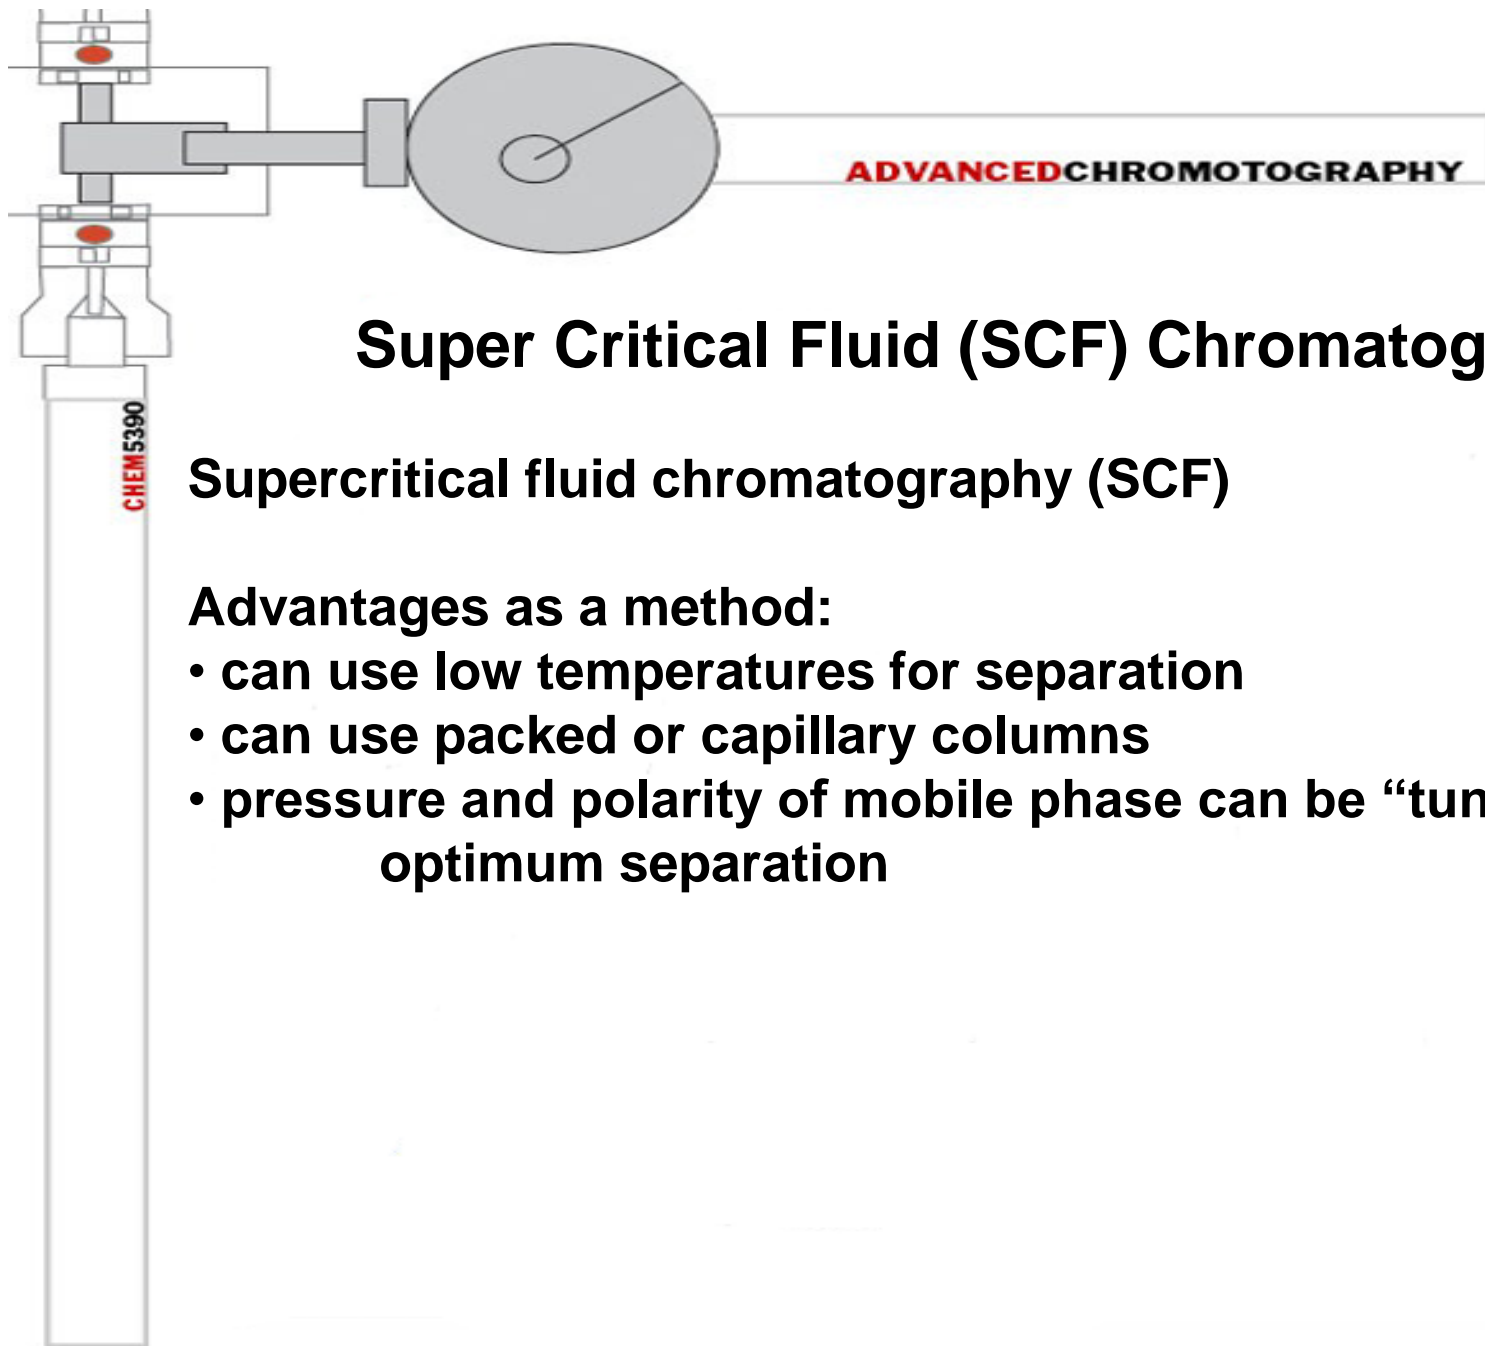 ADVANCEDCHROMOTOGRAPHY
Super Critical Fluid (SCF) Chromatog
CHEM5390
Supercritical fluid chromatography (SCF)
Advantages as a method:
• can use low temperatures for separation
• can use packed or capillary columns
• pressure and polarity of mobile phase can be “tun
optimum separation